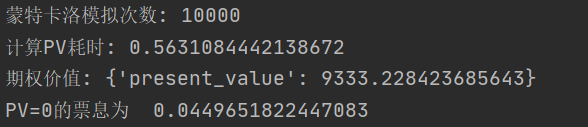 蒙特卡洛模拟次数: 10000
计算PV耗时: 0.5631084442138672
期权价值: {'present_value': 9333.228423685643}
PV=0的票息为  0.0449651822447083